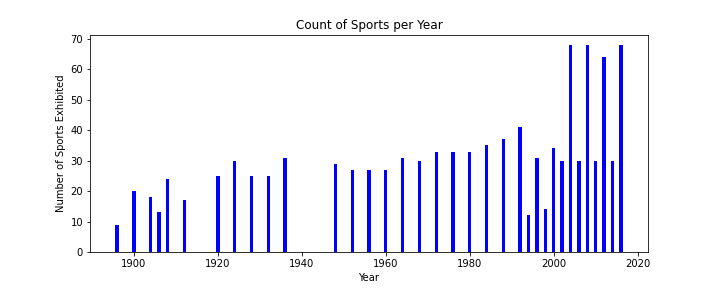 Count of Sports per Year
Number of Sports Exhibited
70
60
50
40
30
20
10
0
1900 1920 1940 1960 1980 2000 2020
Year